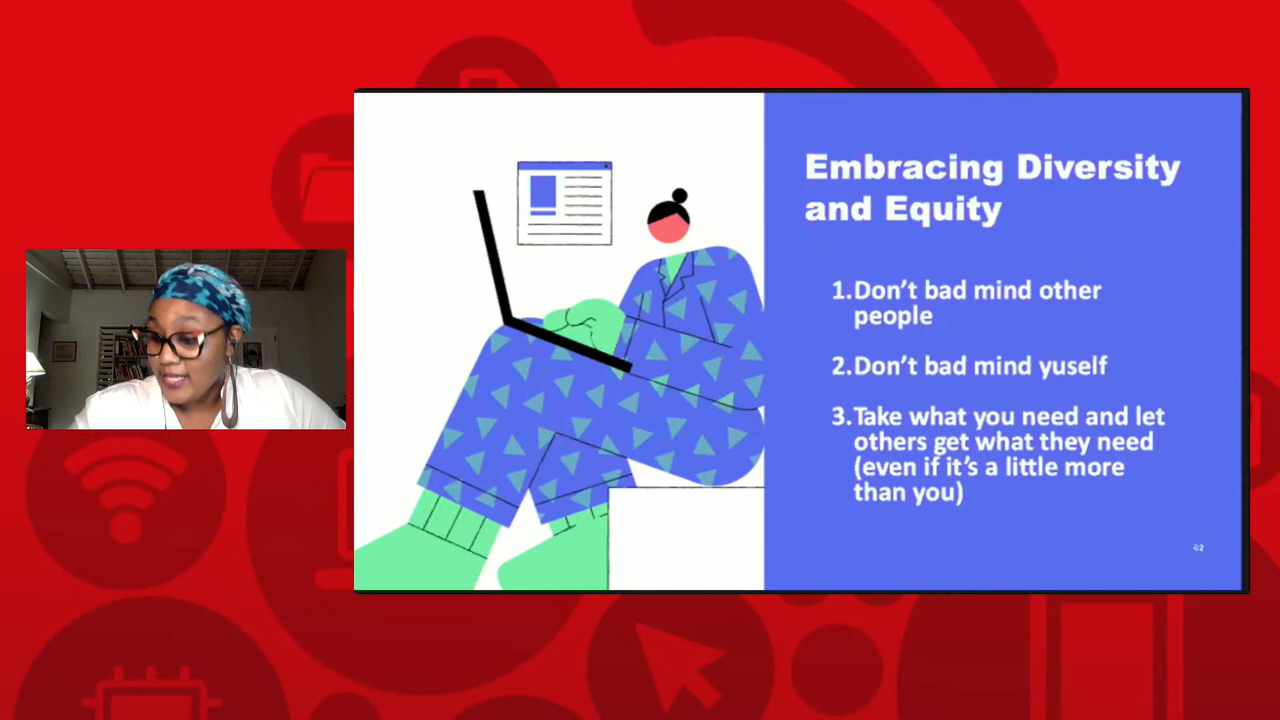 Embracing Diversity
and Equity
1.Don’t bad mind other
people
2.Don’t bad mind yuself
3.Take what you need and let
others get what they need
(even if it’s a little more
than you)
02